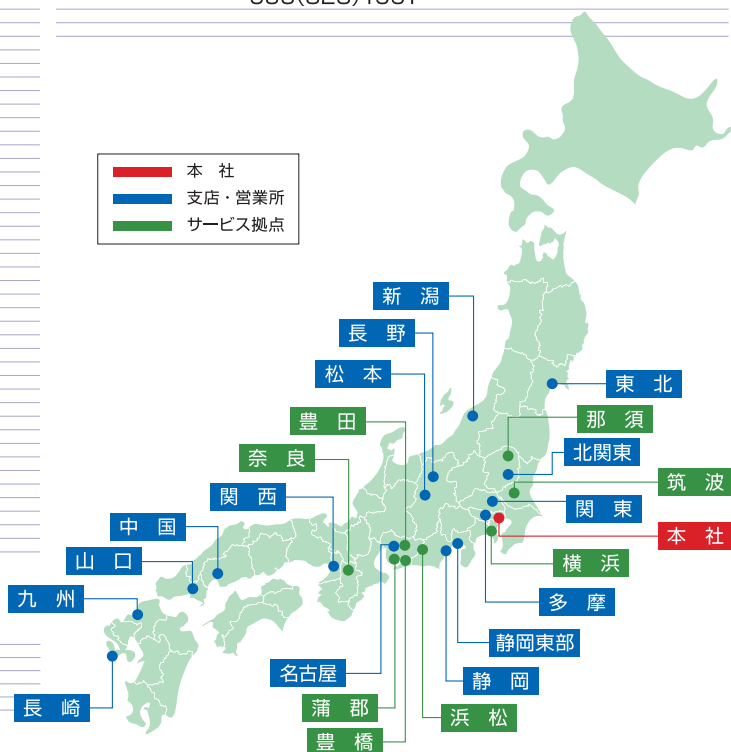 本 社
支店・営業所
サービス拠点
新 潟
長 野
松 本
東 北
豊 田
那 須
奈 良
北関東
筑 波
関 西
関 東
中 国
本 社
山 口
横 浜
九 州
多 摩
静岡東部
名古屋
静 岡
長 崎
蒲 郡
浜 松
豊 橋